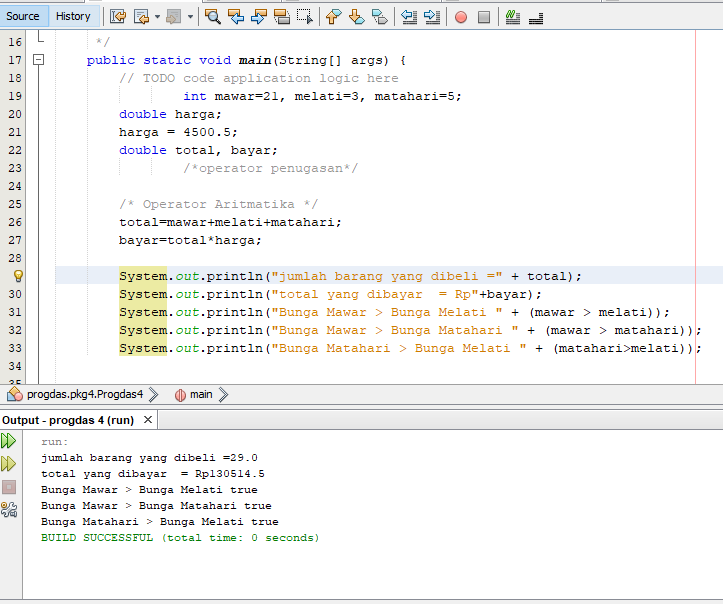 Source History
16 */
17 public static void main(String[] args) {
18 // TODO code application logic here
19 int mawar=21, melati=3, matahari=5;
20 double harga;
21 harga = 4500.5;
22 double total, bayar;
23 /*operator penugasan*/
24
25 /* Operator Aritmatika */
26 total=mawar+melati+matahari;
27 bayar=total*harga;
28
System.out.println("jumlah barang yang dibeli =" + total);
30 System.out.println("total yang dibayar  = Rp"+bayar);
31 System.out.println("Bunga Mawar > Bunga Melati " + (mawar > melati));
32 System.out.println("Bunga Mawar > Bunga Matahari " + (mawar > matahari));
33 System.out.println("Bunga Matahari > Bunga Melati " + (matahari>melati));
34
35
progdas.pkg4.Progdas4 main
Output - progdas 4 (run) ×
run:
jumlah barang yang dibeli =29.0
total yang dibayar  = Rp130514.5
Bunga Mawar > Bunga Melati true
Bunga Mawar > Bunga Matahari true
Bunga Matahari > Bunga Melati true
BUILD SUCCESSFUL (total time: 0 seconds)